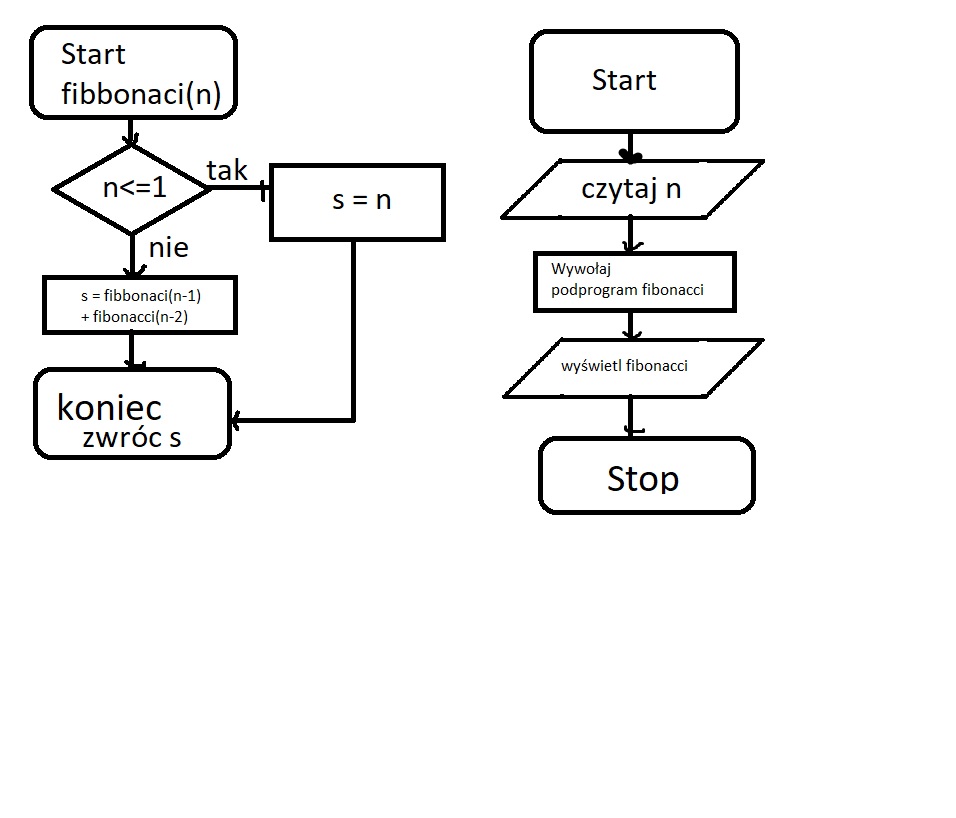 Start
fibbonaci(n)
n<=1
tak
s = n
nie
s = fibbonaci(n-1)
+ fibonacci(n-2)
koniec
zwróc s
Start
czytaj n
Wywołaj
podprogram fibonacci
wyświetl fibonacci
Stop